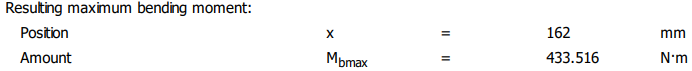 Resulting maximum bending moment:
Position x = 162 mm
Amount Mbmax = 433.516 N·m